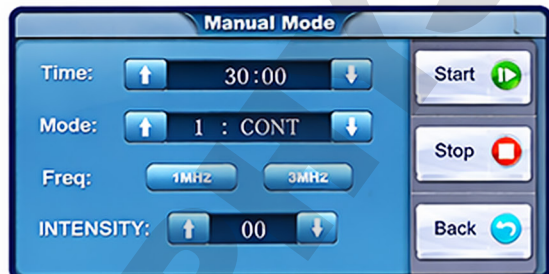 Manual Mode
Time: 30:00
Start
Mode: 1 : CONT
Stop
Freq: 1MHZ 3MHZ
INTENSITY: 00
Back